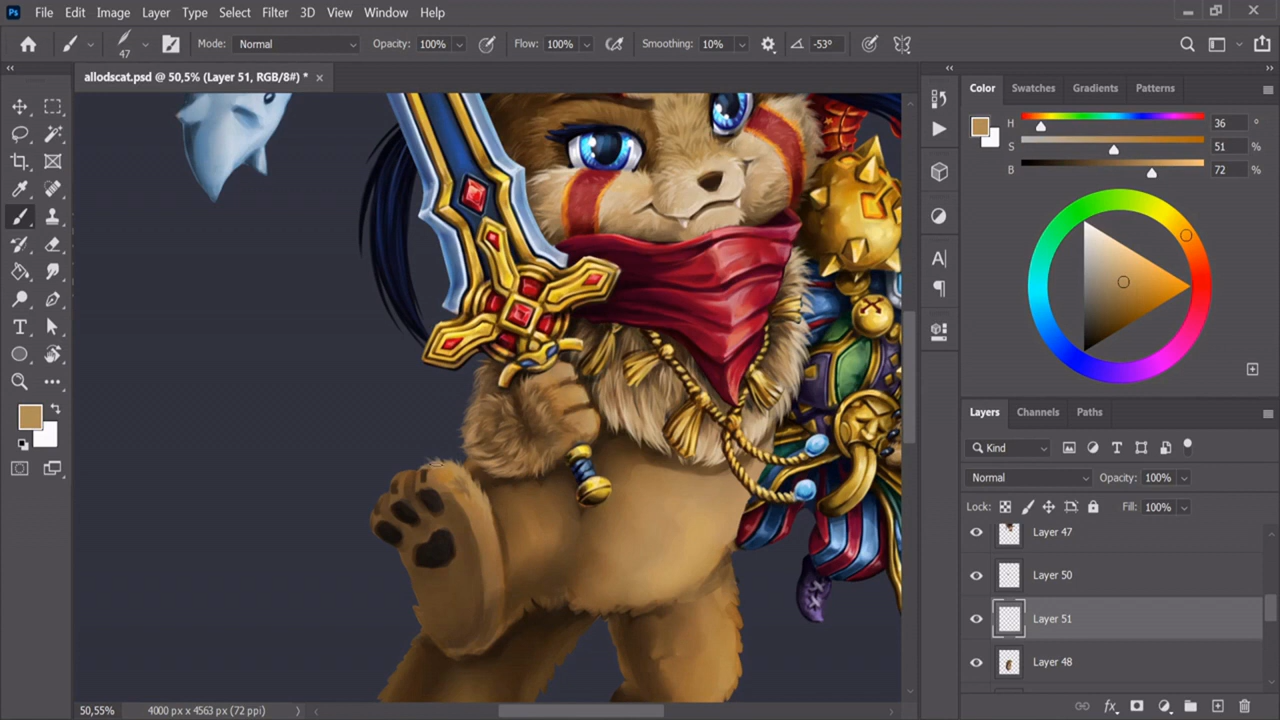 Ps File Edit Image Layer Type Select Filter 3D View Window Help
47 Mode: Normal Opacity: 100% Flow: 100% Smoothing: 10% -53°
allodscat.psd @ 50,5% (Layer 51, RGB/8#) * ×
Color Swatches Gradients Patterns
H 36 °
S 51 %
B 72 %
Layers Channels Paths
Kind
Normal Opacity: 100%
Lock: Fill: 100%
Layer 47
Layer 50
Layer 51
Layer 48
fx
50,55% 4000 px x 4563 px (72 ppi)